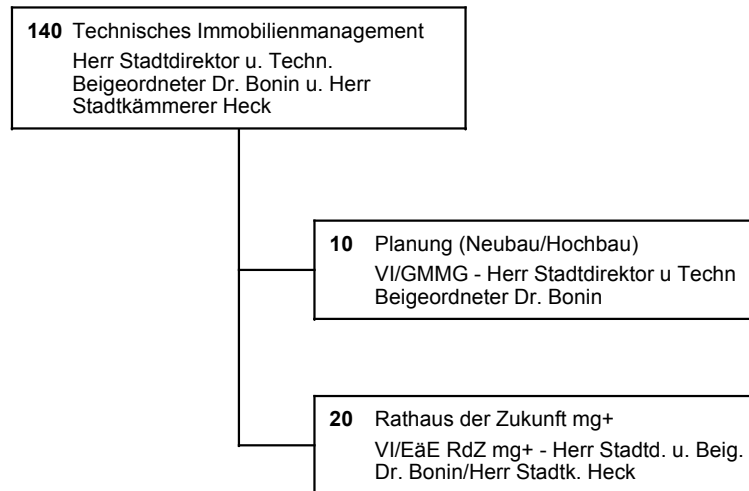 140 Technisches Immobilienmanagement
Herr Stadtdirektor u. Techn.
Beigeordneter Dr. Bonin u. Herr
Stadtkämmerer Heck
10 Planung (Neubau/Hochbau)
VI/GMMG - Herr Stadtdirektor u Techn
Beigeordneter Dr. Bonin
20 Rathaus der Zukunft mg+
VI/EäE RdZ mg+ - Herr Stadtd. u. Beig.
Dr. Bonin/Herr Stadtk. Heck